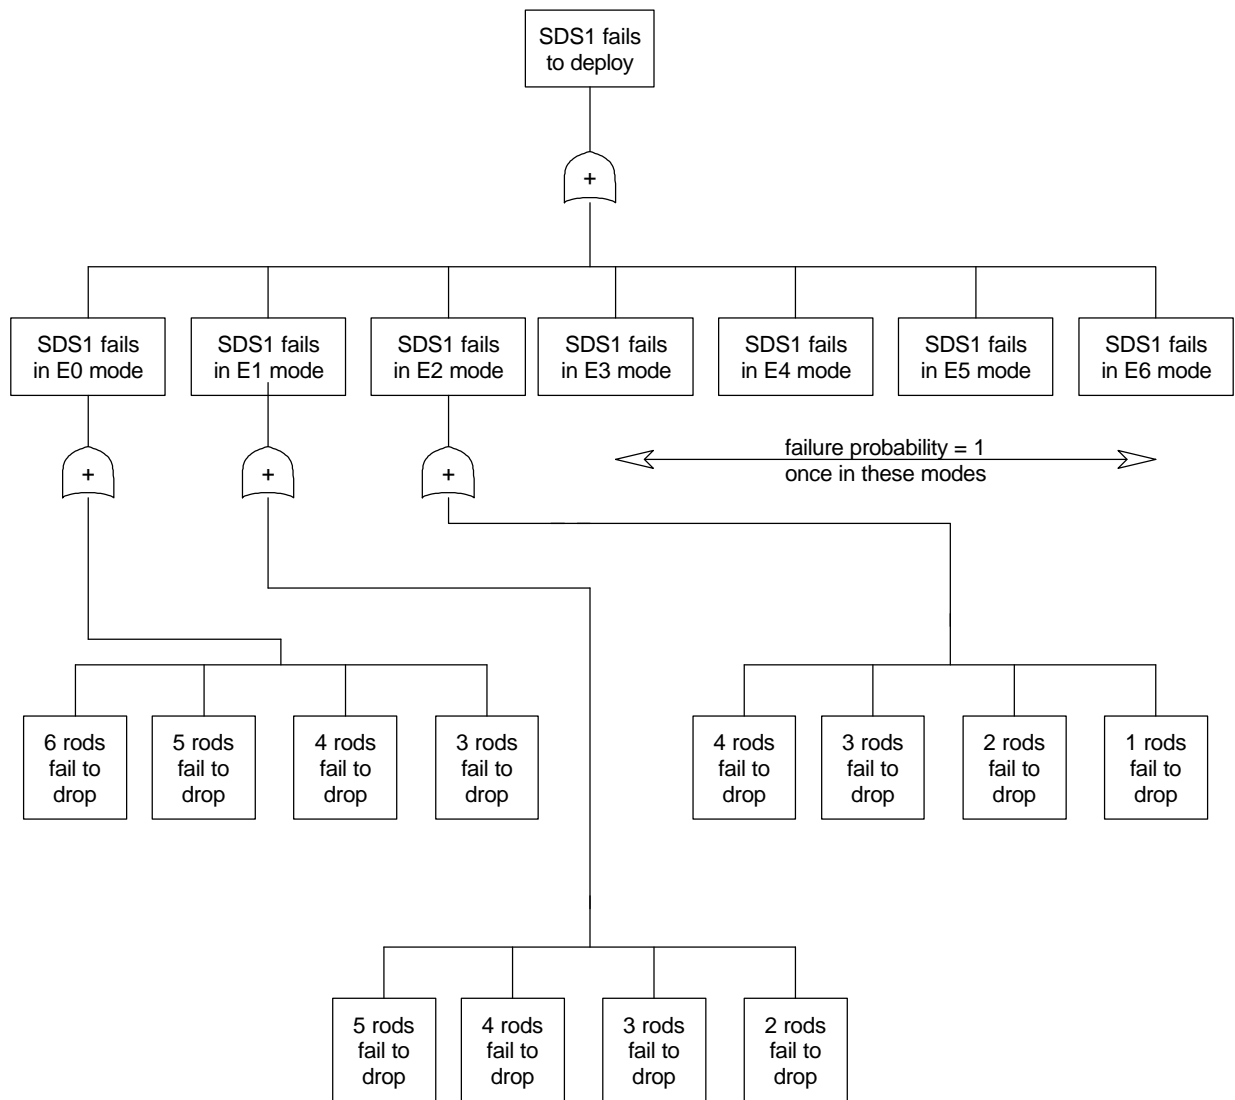 SDS1 fails
to deploy
+
SDS1 fails
in E0 mode
SDS1 fails
in E1 mode
SDS1 fails
in E2 mode
SDS1 fails
in E3 mode
SDS1 fails
in E4 mode
SDS1 fails
in E5 mode
SDS1 fails
in E6 mode
+
+
+
failure probability = 1
once in these modes
6 rods
fail to
drop
5 rods
fail to
drop
4 rods
fail to
drop
3 rods
fail to
drop
4 rods
fail to
drop
3 rods
fail to
drop
2 rods
fail to
drop
1 rods
fail to
drop
5 rods
fail to
drop
4 rods
fail to
drop
3 rods
fail to
drop
2 rods
fail to
drop